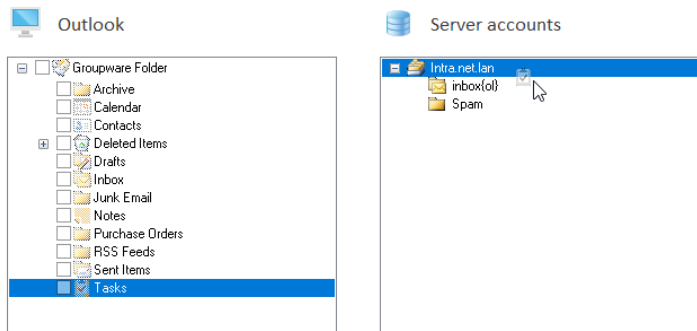 Outlook
Server accounts
Groupware Folder
Archive
Calendar
Contacts
Deleted Items
Drafts
Inbox
Junk Email
Notes
Purchase Orders
RSS Feeds
Sent Items
Tasks
Intra.net.lan
inbox{ol}
Spam